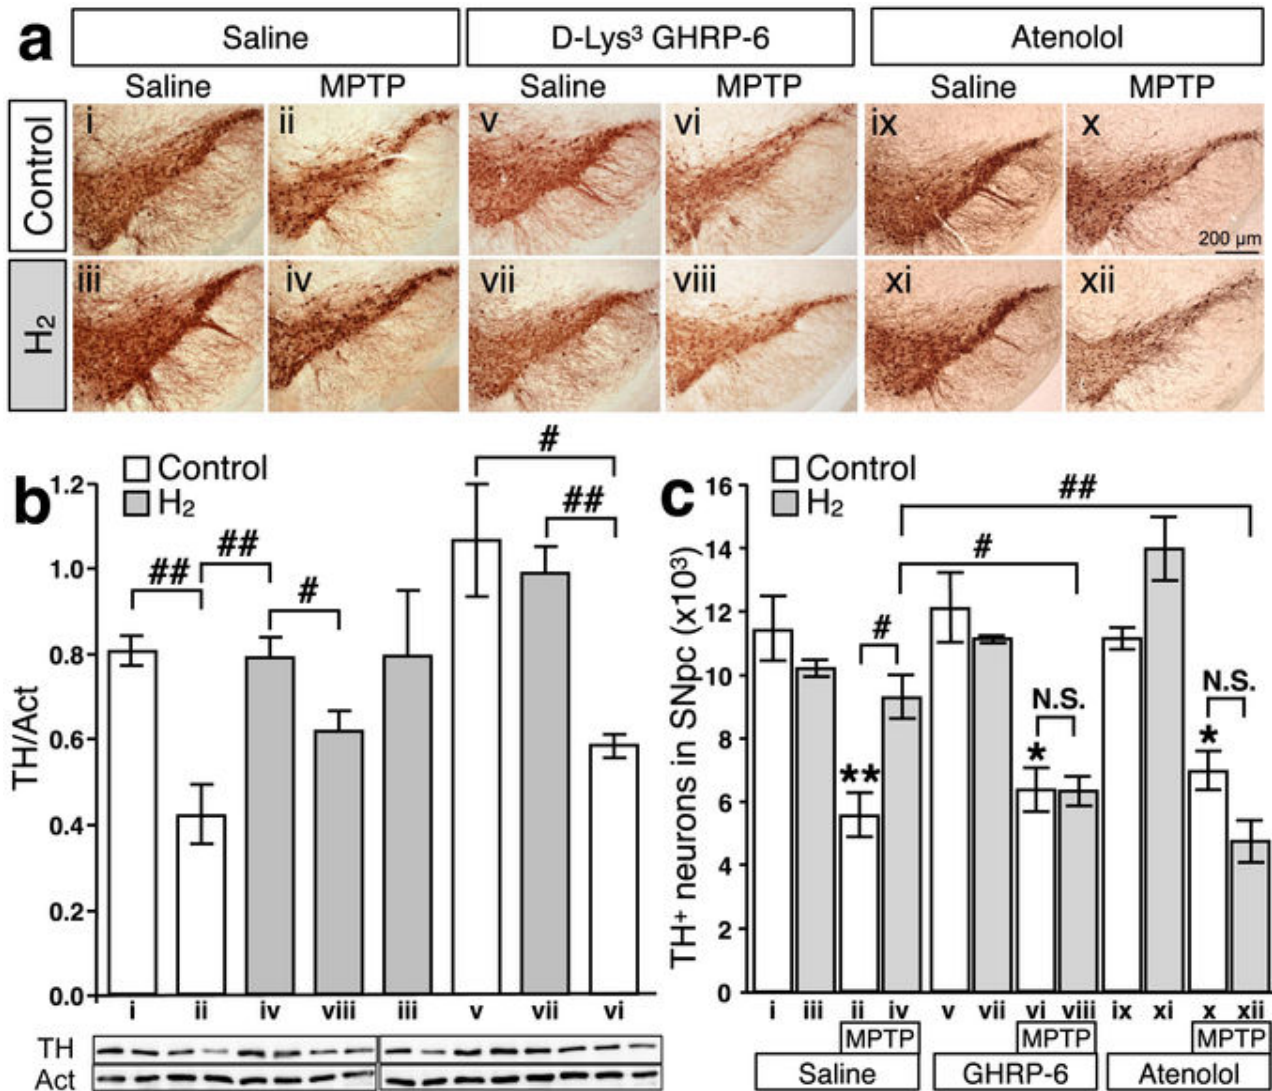 a
Saline D-Lys³ GHRP-6 Atenolol
Saline MPTP Saline MPTP Saline MPTP
Control
i ii v vi ix x
200 µm
H₂
iii iv vii viii xi xii
b
Control
H₂
TH/Act
1.2
1.0
0.8
0.6
0.4
0.2
0.0
## ## # # ##
i ii iv viii iii v vii vi
TH
Act
c
Control
H₂
TH⁺ neurons in SNpc (x10³)
16
14
12
10
8
6
4
2
0
##
#
#
N.S. N.S.
** * *
i iii ii iv v vii vi viii ix xi x xii
MPTP MPTP MPTP
Saline GHRP-6 Atenolol